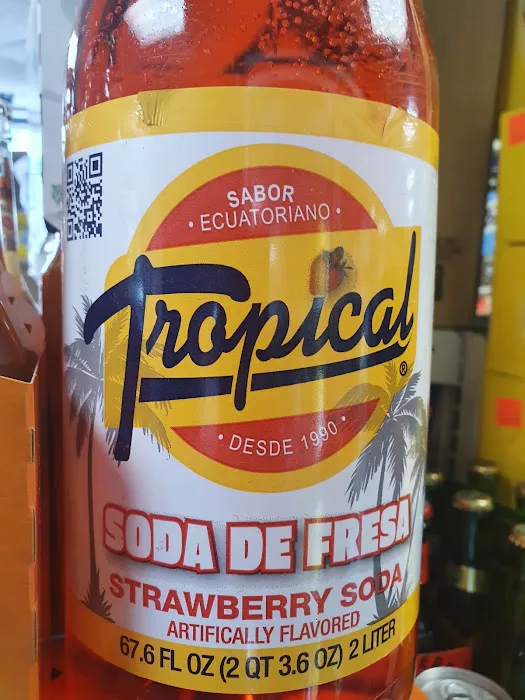 SABOR
• ECUATORIANO •
Tropical®
• DESDE 1990 •
SODA DE FRESA
STRAWBERRY SODA
ARTIFICIALLY FLAVORED
67.6 FL OZ (2 QT 3.6 OZ) 2 LITER